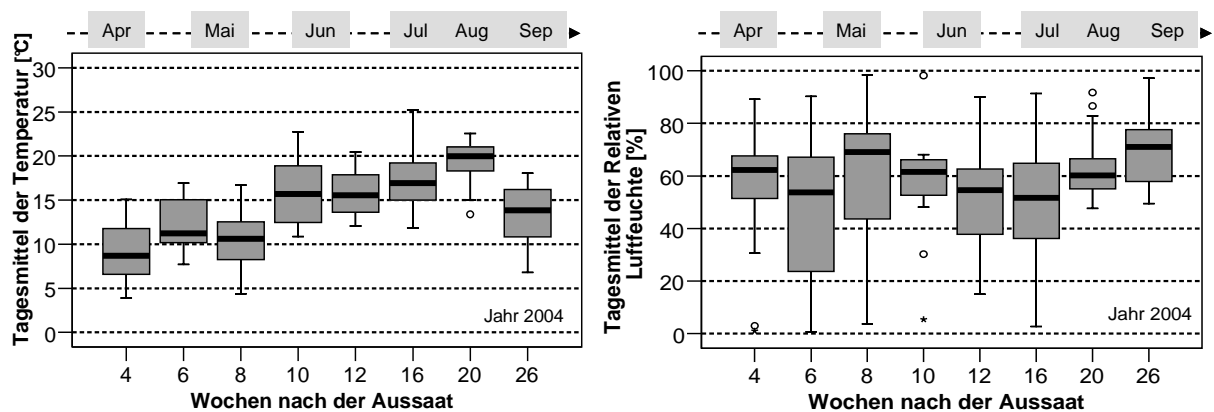 Apr Mai Jun Jul Aug Sep
Tagesmittel der Temperatur [°C]
30
25
20
15
10
5
0
Jahr 2004
4 6 8 10 12 16 20 26
Wochen nach der Aussaat
Apr Mai Jun Jul Aug Sep
Tagesmittel der Relativen
Luftfeuchte [%]
100
80
60
40
20
0
Jahr 2004
4 6 8 10 12 16 20 26
Wochen nach der Aussaat